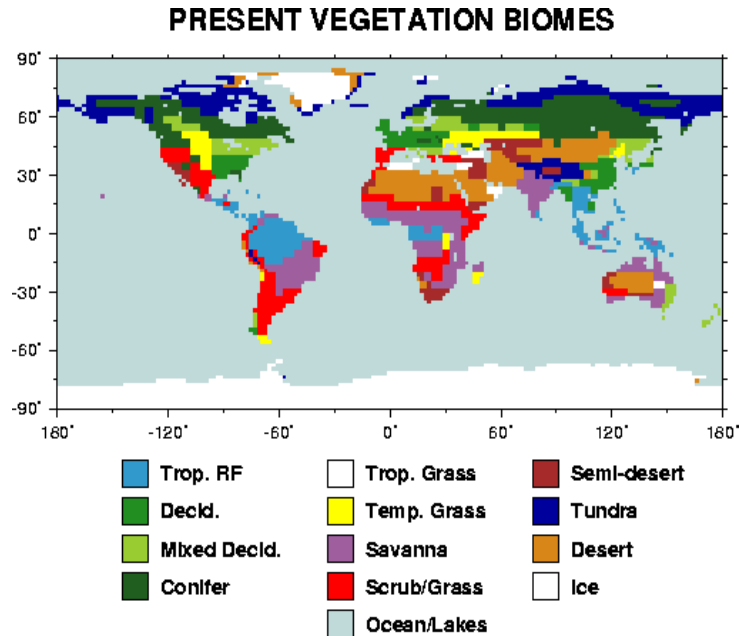 PRESENT VEGETATION BIOMES
90°
60°
30°
0°
-30°
-60°
-90°
180° -120° -60° 0° 60° 120° 180°
Trop. RF Trop. Grass Semi-desert
Decid. Temp. Grass Tundra
Mixed Decid. Savanna Desert
Conifer Scrub/Grass Ice
Ocean/Lakes